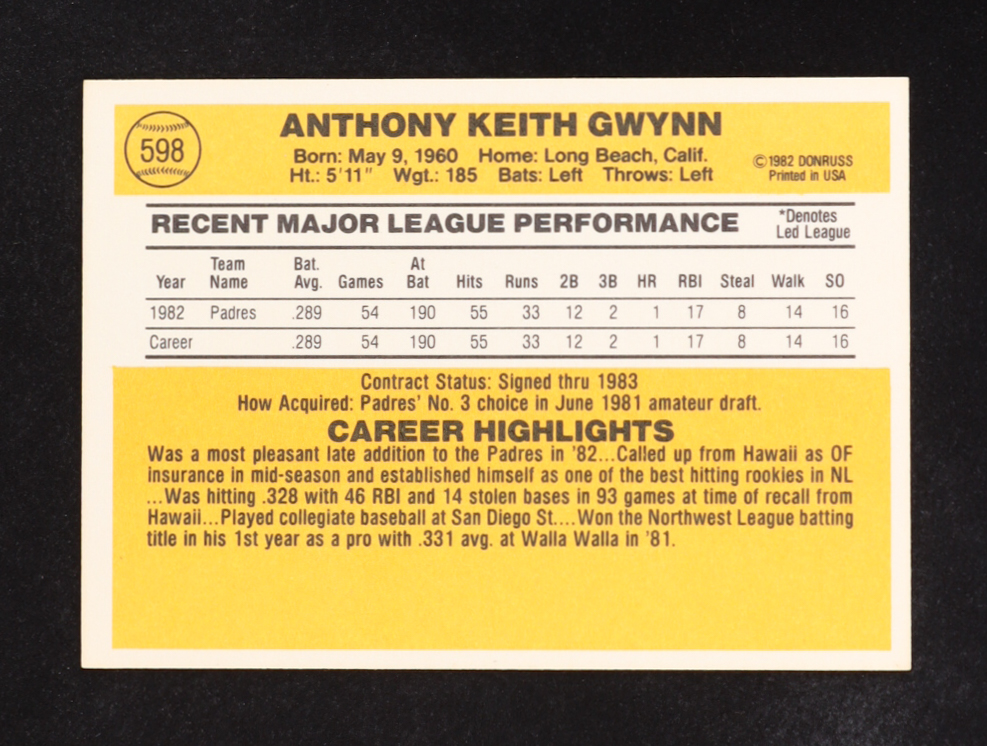 598
ANTHONY KEITH GWYNN
Born: May 9, 1960 Home: Long Beach, Calif.
Ht.: 5'11" Wgt.: 185 Bats: Left Throws: Left
©1982 DONRUSS
Printed in USA
RECENT MAJOR LEAGUE PERFORMANCE
*Denotes
Led League
Year Team Name Bat. Avg. Games At Bat Hits Runs 2B 3B HR RBI Steal Walk SO
1982 Padres .289 54 190 55 33 12 2 1 17 8 14 16
Career .289 54 190 55 33 12 2 1 17 8 14 16
Contract Status: Signed thru 1983
How Acquired: Padres' No. 3 choice in June 1981 amateur draft.
CAREER HIGHLIGHTS
Was a most pleasant late addition to the Padres in '82...Called up from Hawaii as OF
insurance in mid-season and established himself as one of the best hitting rookies in NL
...Was hitting .328 with 46 RBI and 14 stolen bases in 93 games at time of recall from
Hawaii...Played collegiate baseball at San Diego St....Won the Northwest League batting
title in his 1st year as a pro with .331 avg. at Walla Walla in '81.